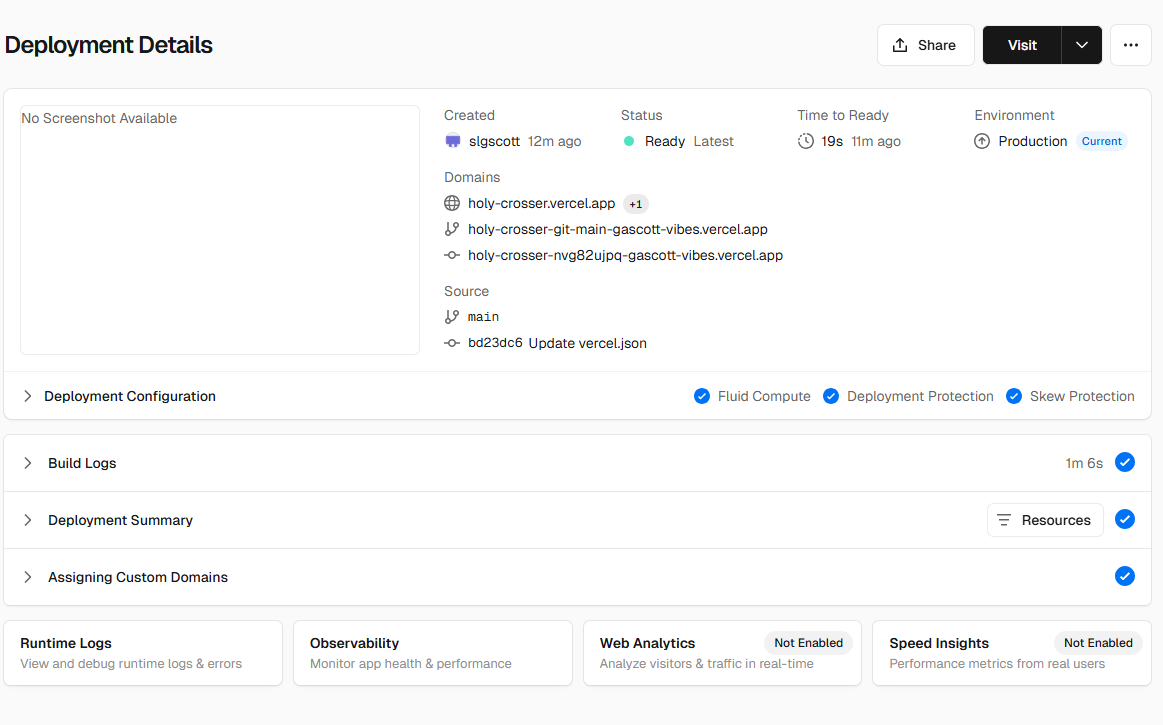 Deployment Details
Share
Visit
No Screenshot Available
Created
slgscott 12m ago
Status
Ready Latest
Time to Ready
19s 11m ago
Environment
Production Current
Domains
holy-crosser.vercel.app +1
holy-crosser-git-main-gascott-vibes.vercel.app
holy-crosser-nvg82ujpq-gascott-vibes.vercel.app
Source
main
bd23dc6 Update vercel.json
Deployment Configuration
Fluid Compute
Deployment Protection
Skew Protection
Build Logs
1m 6s
Deployment Summary
Resources
Assigning Custom Domains
Runtime Logs
View and debug runtime logs & errors
Observability
Monitor app health & performance
Web Analytics Not Enabled
Analyze visitors & traffic in real-time
Speed Insights Not Enabled
Performance metrics from real users